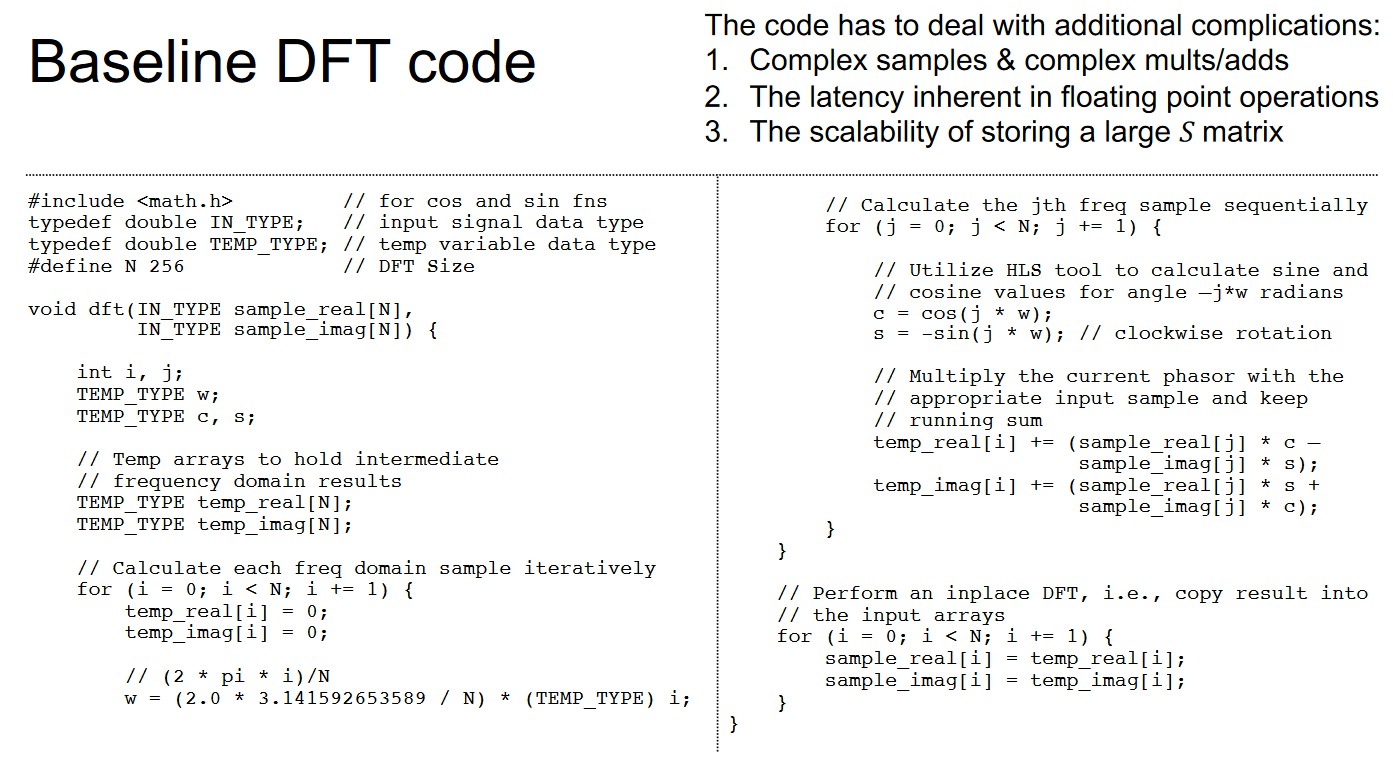 Baseline DFT code
The code has to deal with additional complications:
1. Complex samples & complex mults/adds
2. The latency inherent in floating point operations
3. The scalability of storing a large S matrix
#include <math.h>         // for cos and sin fns
typedef double IN_TYPE;   // input signal data type
typedef double TEMP_TYPE; // temp variable data type
#define N 256             // DFT Size
void dft(IN_TYPE sample_real[N],
         IN_TYPE sample_imag[N]) {
    int i, j;
    TEMP_TYPE w;
    TEMP_TYPE c, s;
    // Temp arrays to hold intermediate
    // frequency domain results
    TEMP_TYPE temp_real[N];
    TEMP_TYPE temp_imag[N];
    // Calculate each freq domain sample iteratively
    for (i = 0; i < N; i += 1) {
        temp_real[i] = 0;
        temp_imag[i] = 0;
        // (2 * pi * i)/N
        w = (2.0 * 3.141592653589 / N) * (TEMP_TYPE) i;
        // Calculate the jth freq sample sequentially
        for (j = 0; j < N; j += 1) {
            // Utilize HLS tool to calculate sine and
            // cosine values for angle –j*w radians
            c = cos(j * w);
            s = -sin(j * w); // clockwise rotation
            // Multiply the current phasor with the
            // appropriate input sample and keep
            // running sum
            temp_real[i] += (sample_real[j] * c –
                             sample_imag[j] * s);
            temp_imag[i] += (sample_real[j] * s +
                             sample_imag[j] * c);
        }
    }
    // Perform an inplace DFT, i.e., copy result into
    // the input arrays
    for (i = 0; i < N; i += 1) {
        sample_real[i] = temp_real[i];
        sample_imag[i] = temp_imag[i];
    }
}